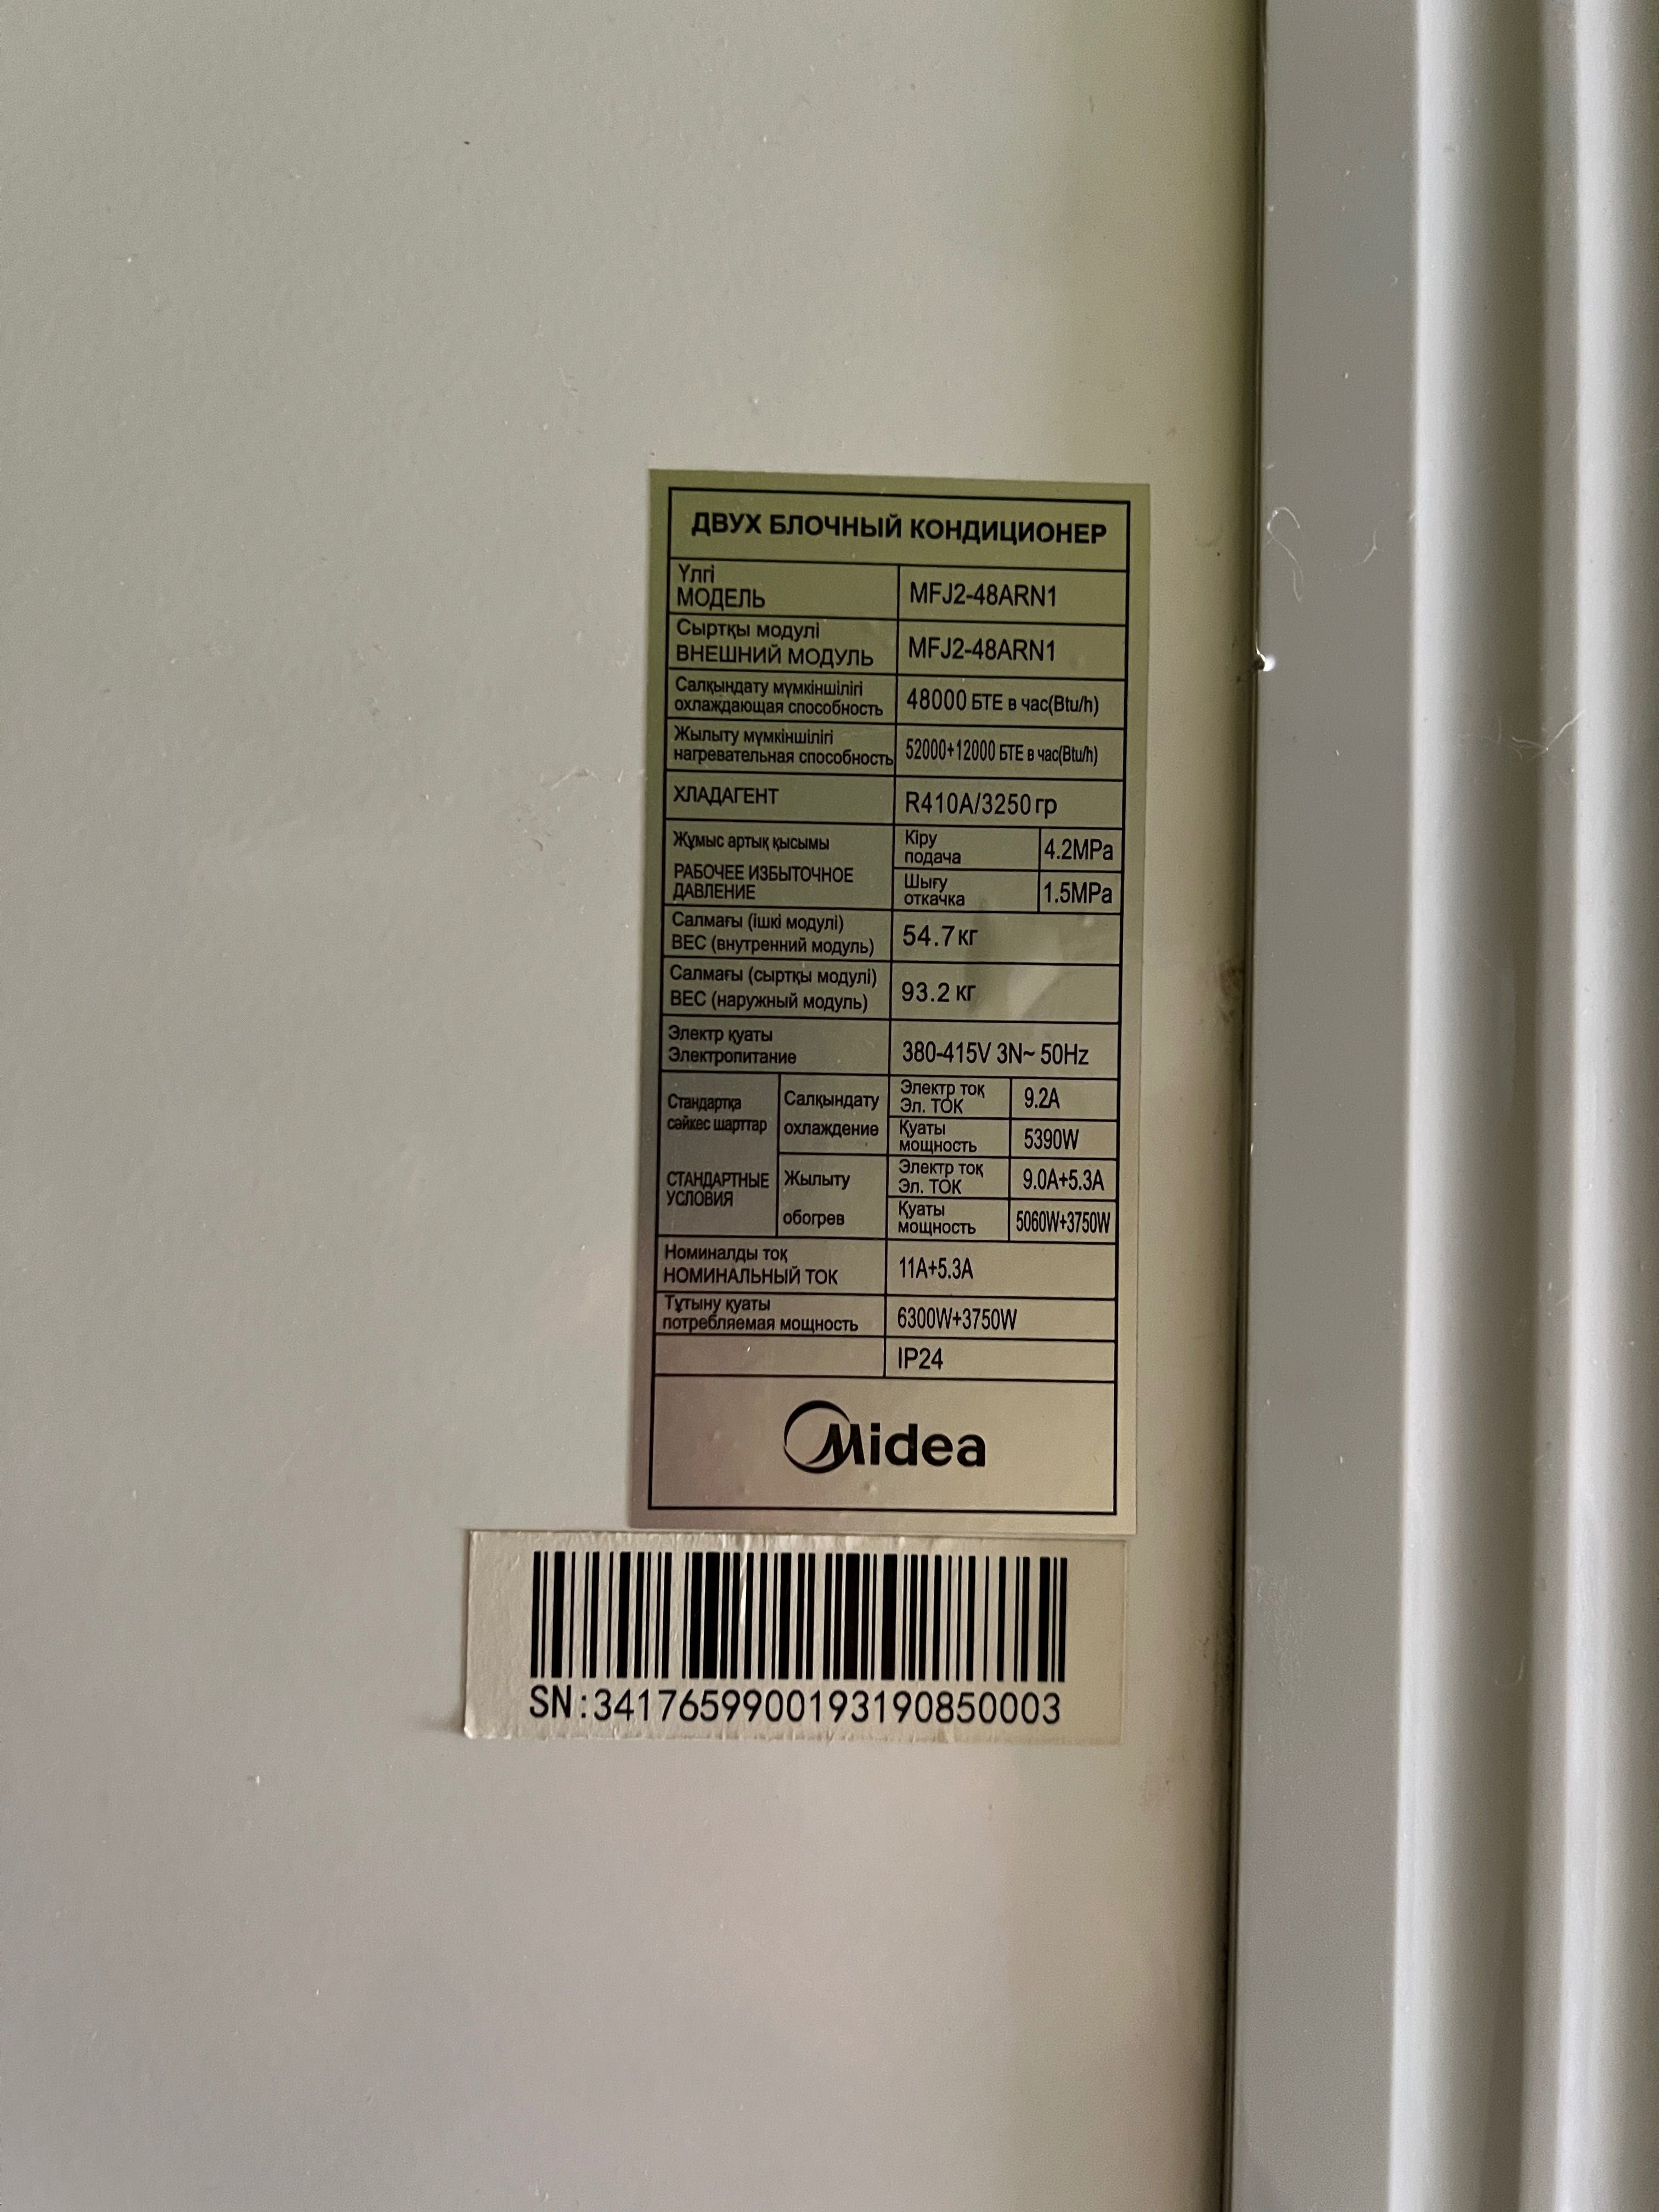 ДВУХ БЛОЧНЫЙ КОНДИЦИОНЕР
Үлгі
МОДЕЛЬ
MFJ2-48ARN1
Сыртқы модулі
ВНЕШНИЙ МОДУЛЬ
MFJ2-48ARN1
Салқындату мүмкіншілігі
охлаждающая способность
48000 БТЕ в час(Btu/h)
Жылыту мүмкіншілігі
нагревательная способность
52000+12000 БТЕ в час(Btu/h)
ХЛАДАГЕНТ
R410A/3250 гр
Жұмыс артық қысымы
РАБОЧЕЕ ИЗБЫТОЧНОЕ
ДАВЛЕНИЕ
Кіру
подача
4.2MPa
Шығу
откачка
1.5MPa
Салмағы (ішкі модулі)
ВЕС (внутренний модуль)
54.7 кг
Салмағы (сыртқы модулі)
ВЕС (наружный модуль)
93.2 кг
Электр қуаты
Электропитание
380-415V 3N~ 50Hz
Стандартқа
сәйкес шарттар
СТАНДАРТНЫЕ
УСЛОВИЯ
Салқындату
охлаждение
Электр тоқ
Эл. ТОК
9.2A
Қуаты
мощность
5390W
Жылыту
обогрев
Электр тоқ
Эл. ТОК
9.0A+5.3A
Қуаты
мощность
5060W+3750W
Номиналды тоқ
НОМИНАЛЬНЫЙ ТОК
11A+5.3A
Тұтыну қуаты
потребляемая мощность
6300W+3750W
IP24
Midea
SN:3417659900193190850003